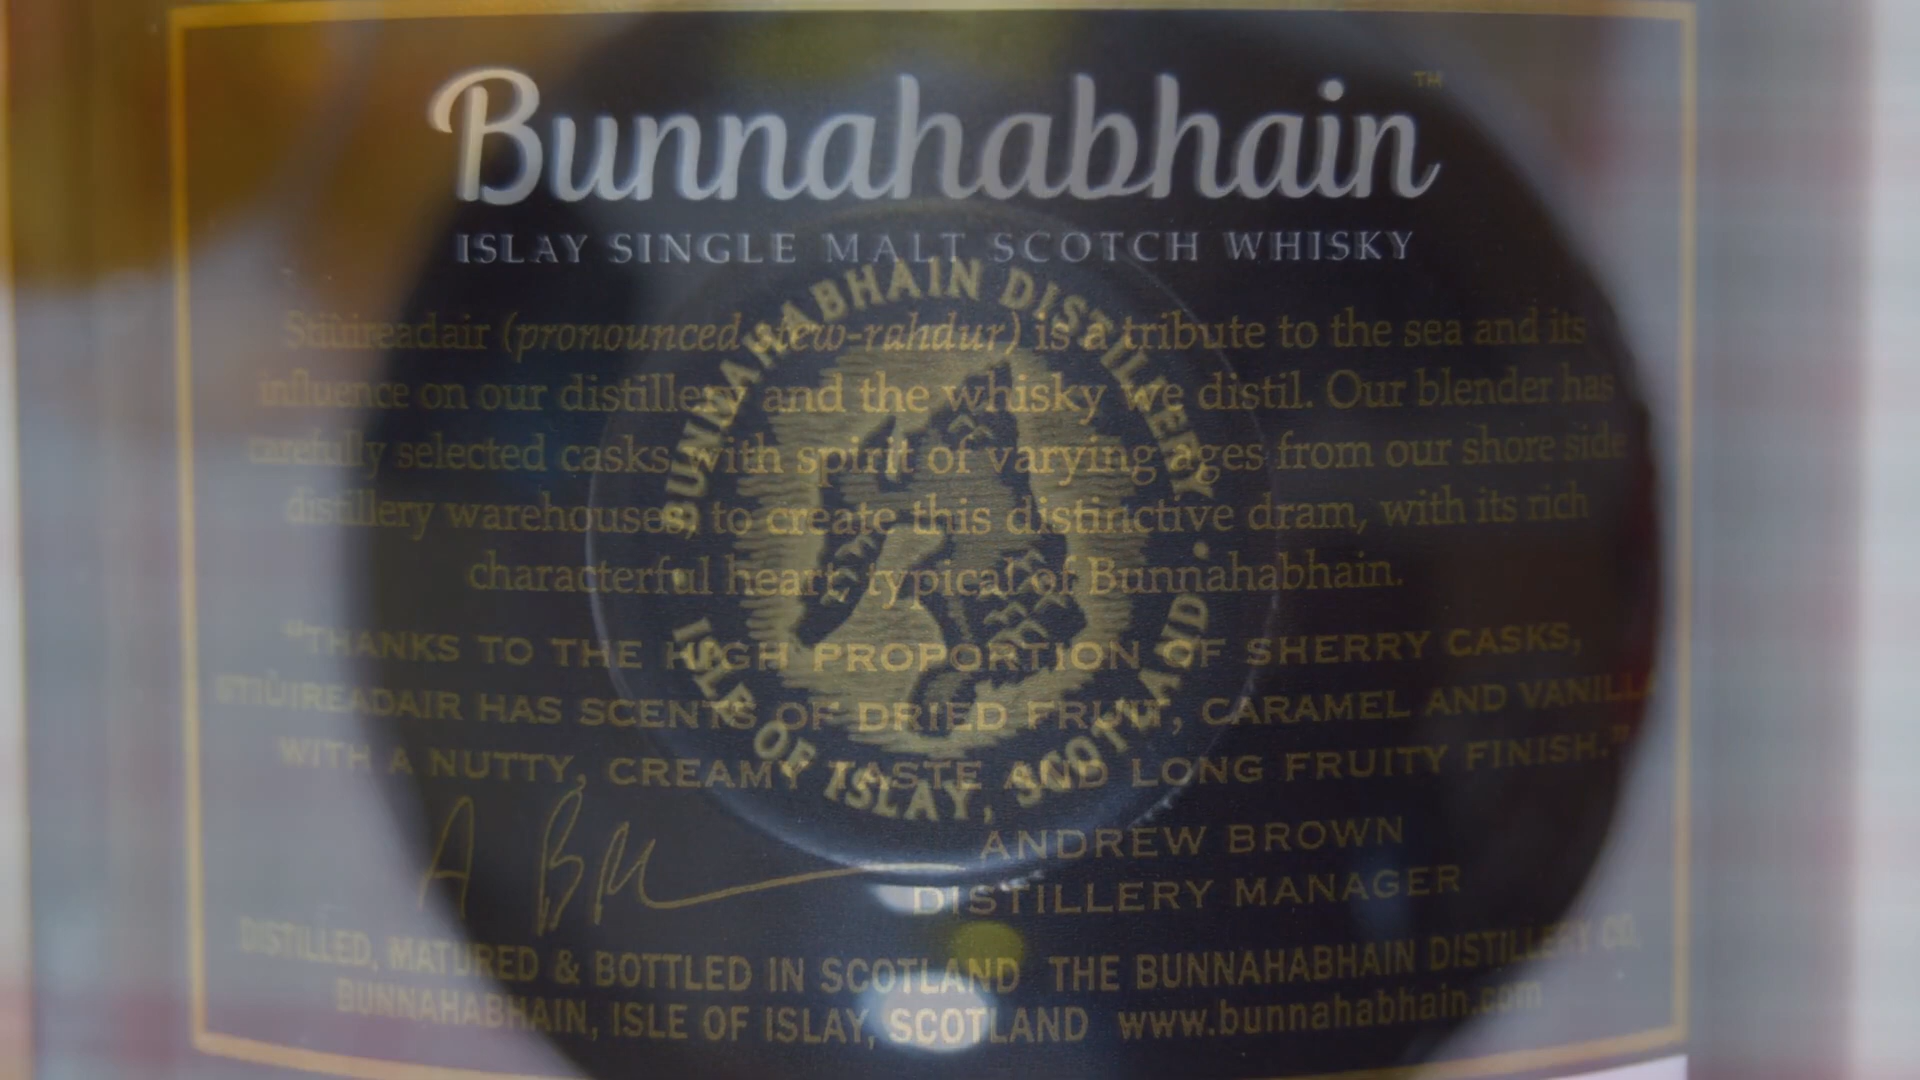 Bunnahabhain™
ISLAY SINGLE MALT SCOTCH WHISKY
Stiùireadair (pronounced stew-rahdur) is a tribute to the sea and its
influence on our distillery and the whisky we distil. Our blender has
carefully selected casks with spirit of varying ages from our shore side
distillery warehouses, to create this distinctive dram, with its rich
characterful heart, typical of Bunnahabhain.
"THANKS TO THE HIGH PROPORTION OF SHERRY CASKS,
STIÙIREADAIR HAS SCENTS OF DRIED FRUIT, CARAMEL AND VANILLA
WITH A NUTTY, CREAMY TASTE AND LONG FRUITY FINISH."
A Br
ANDREW BROWN
DISTILLERY MANAGER
DISTILLED, MATURED & BOTTLED IN SCOTLAND THE BUNNAHABHAIN DISTILLERY CO.
BUNNAHABHAIN, ISLE OF ISLAY, SCOTLAND www.bunnahabhain.com
BUNNAHABHAIN DISTILLERY
ISLE OF ISLAY, SCOTLAND